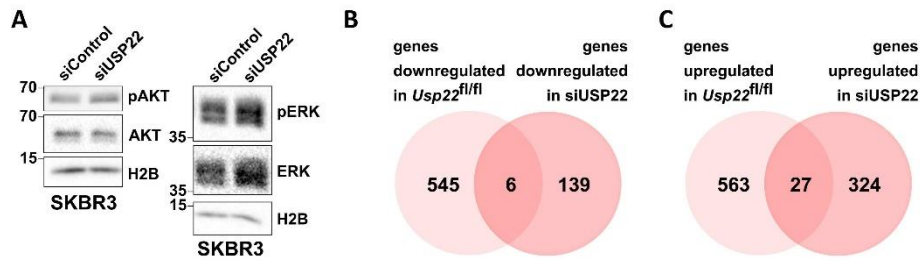 A
siControl
siUSP22
70
pAKT
70
AKT
15
H2B
SKBR3
siControl
siUSP22
pERK
35
ERK
35
15
H2B
SKBR3
B
genes
downregulated
in Usp22fl/fl
genes
downregulated
in siUSP22
545
6
139
C
genes
upregulated
in Usp22fl/fl
genes
upregulated
in siUSP22
563
27
324